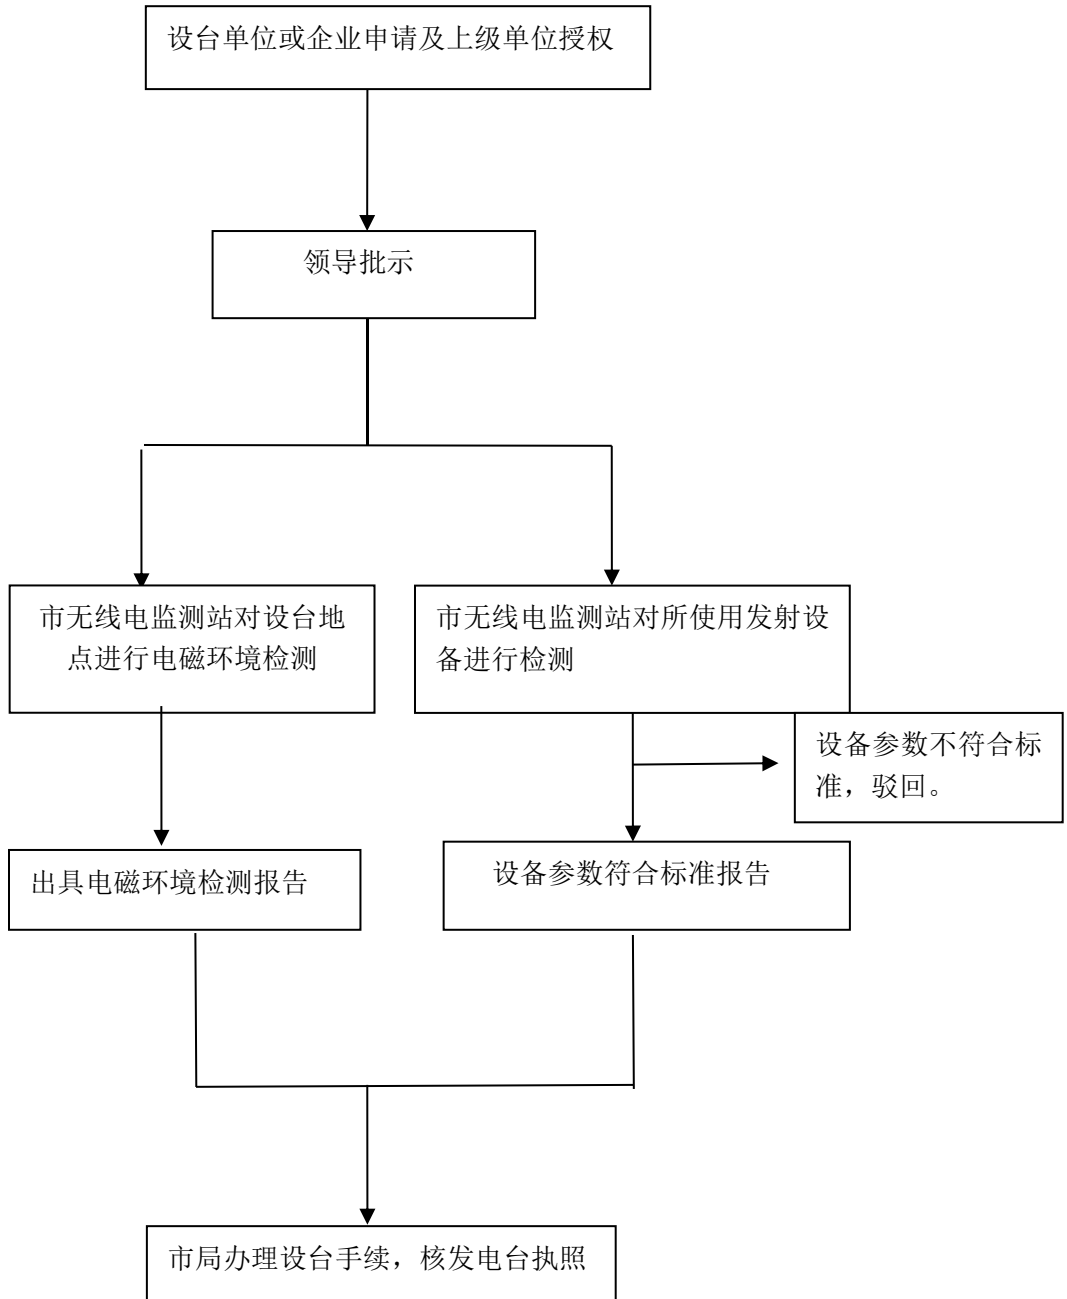 设台单位或企业申请及上级单位授权
领导批示
市无线电监测站对设台地
点进行电磁环境检测
市无线电监测站对所使用发射设
备进行检测
设备参数不符合标
准，驳回。
出具电磁环境检测报告
设备参数符合标准报告
市局办理设台手续，核发电台执照